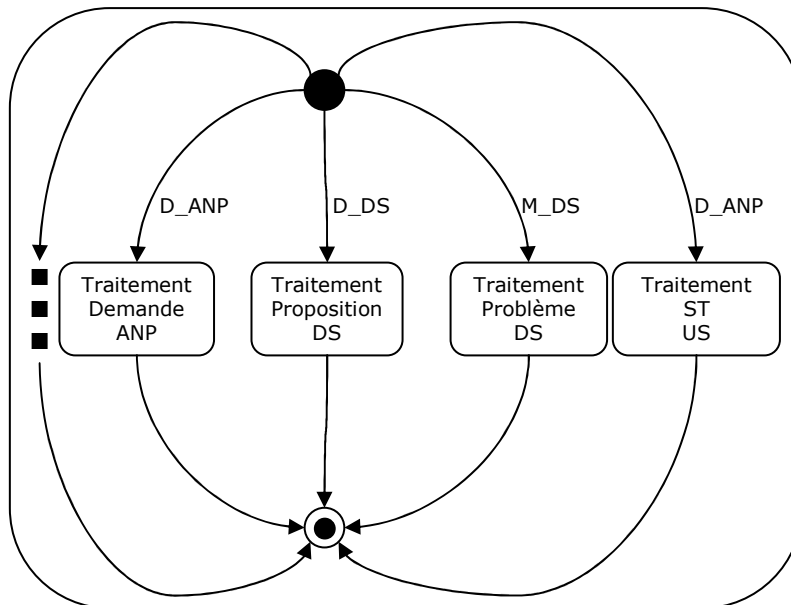 D_ANP
D_DS
M_DS
D_ANP
Traitement
Demande
ANP
Traitement
Proposition
DS
Traitement
Problème
DS
Traitement
ST
US